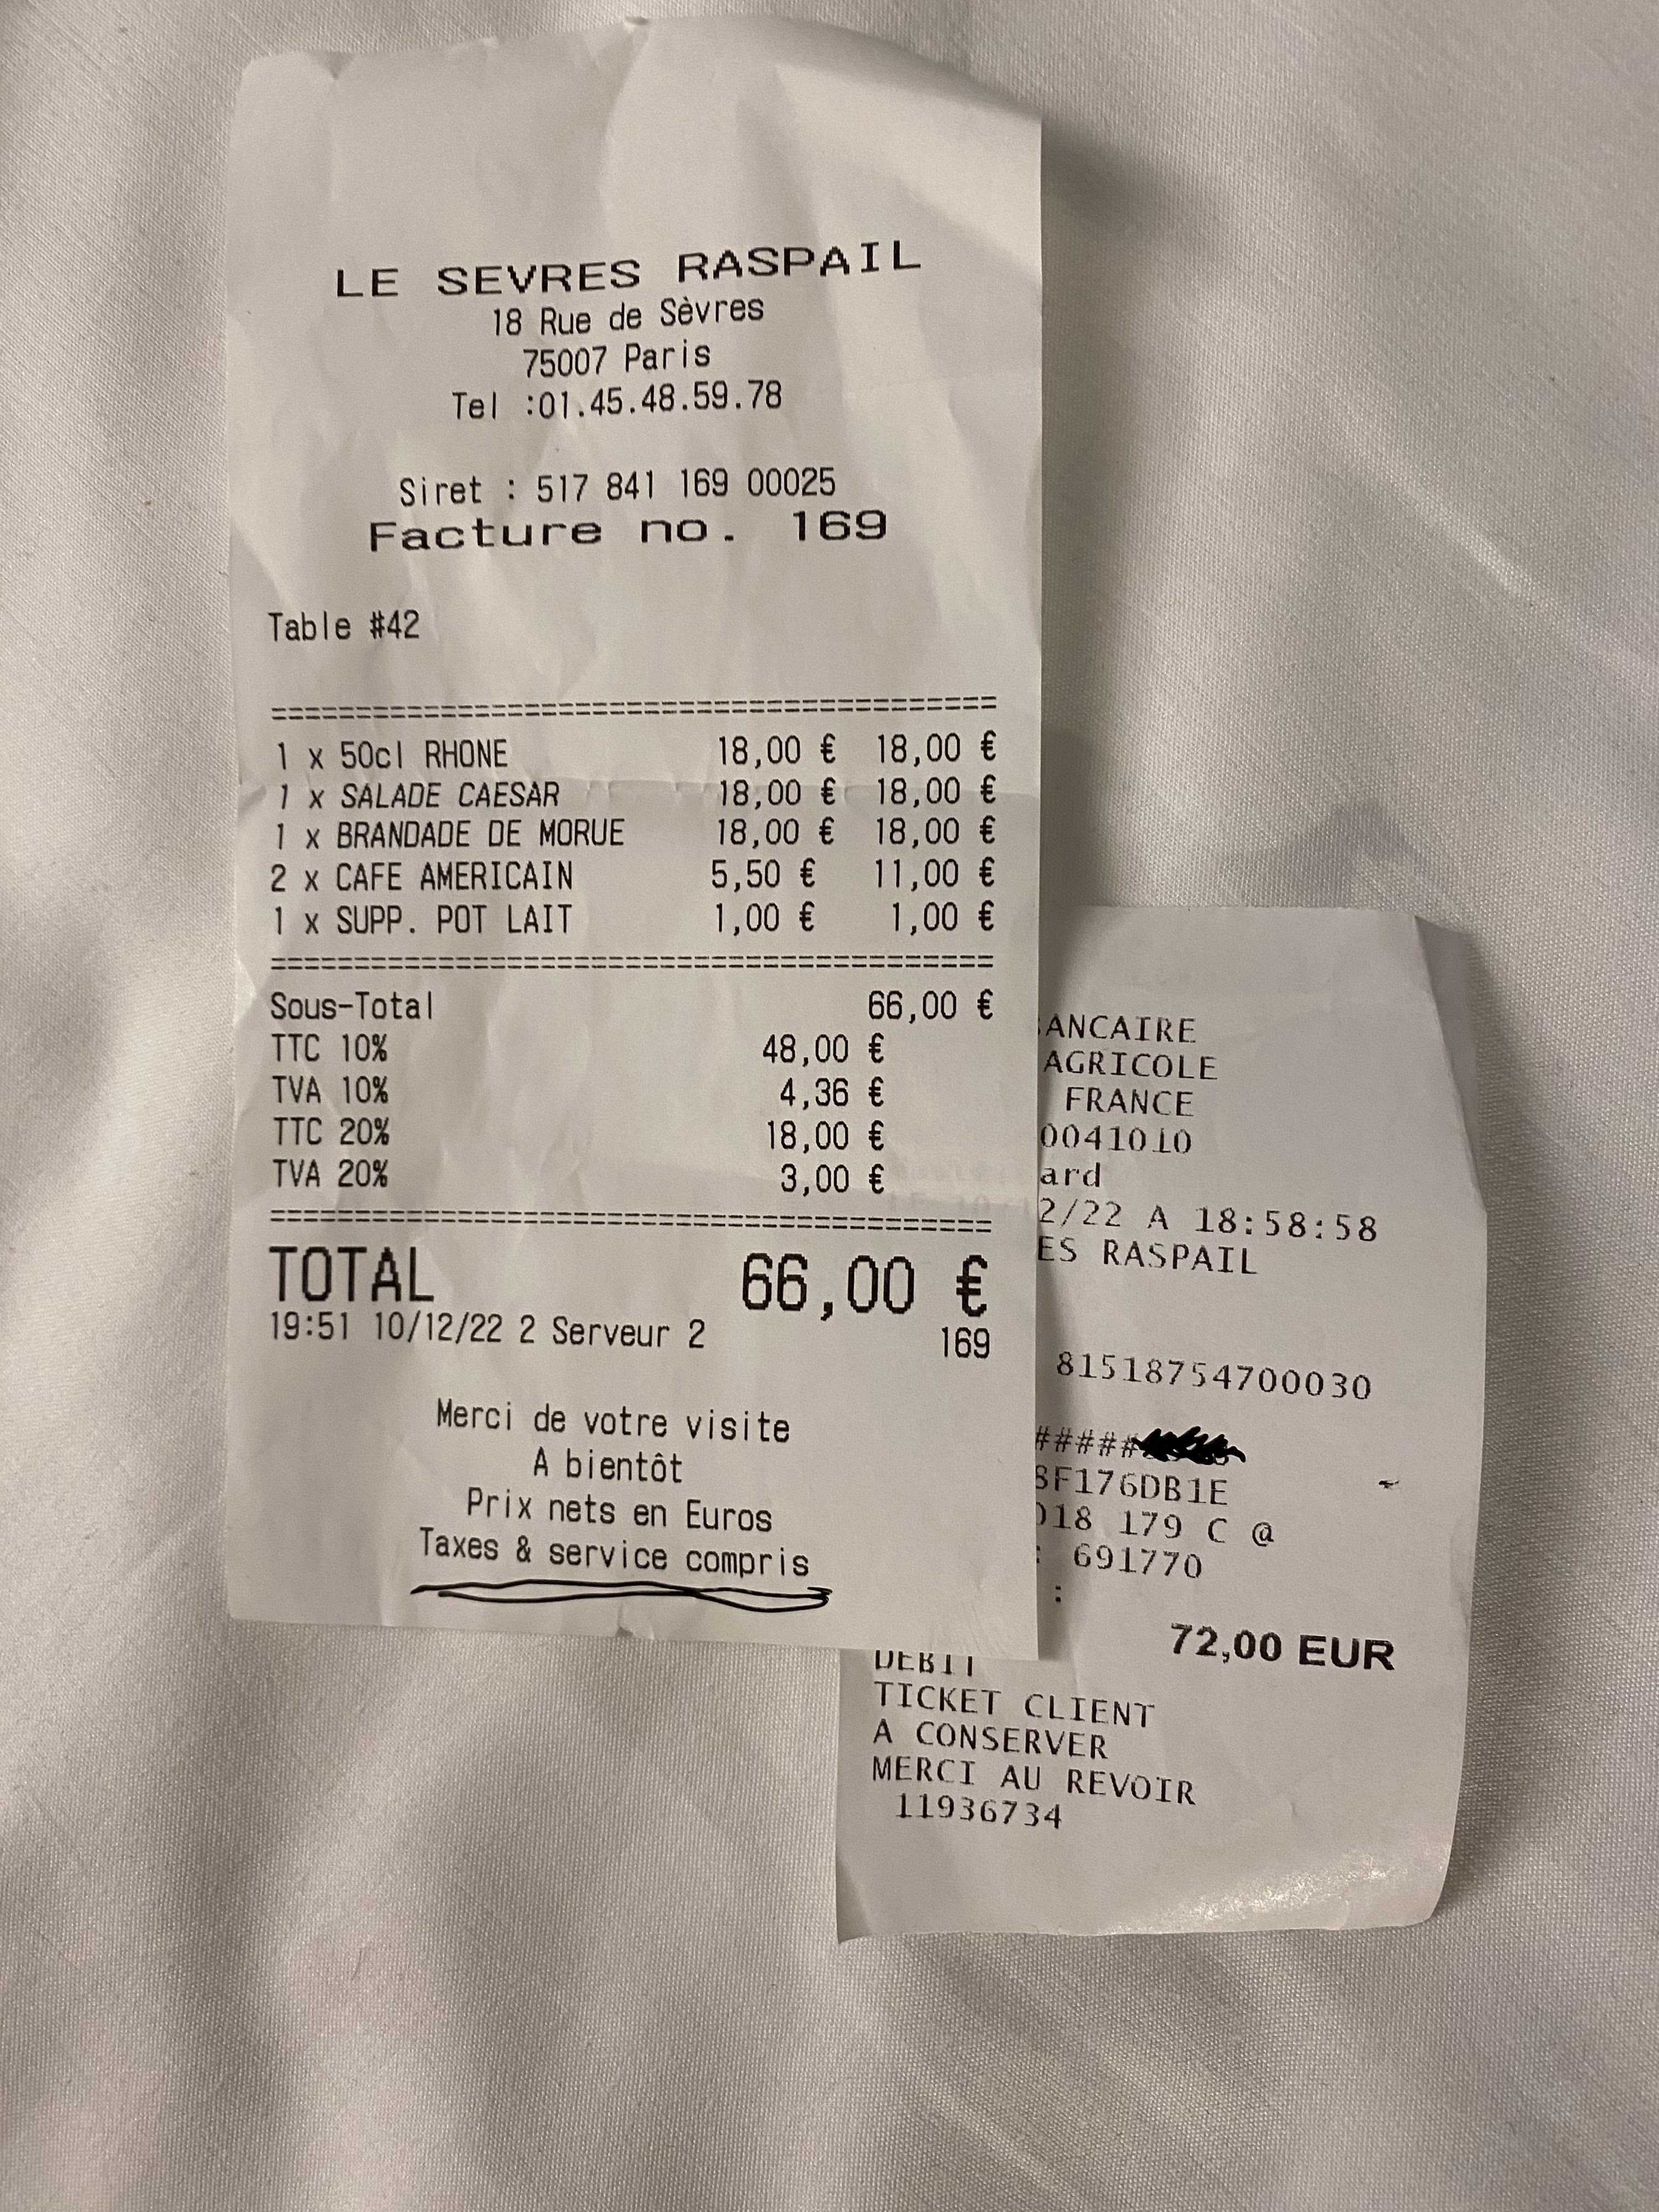 LE SEVRES RASPAIL
18 Rue de Sèvres
75007 Paris
Tel :01.45.48.59.78
Siret : 517 841 169 00025
Facture no. 169
Table #42
========================================
1 x 50cl RHONE 18,00 € 18,00 €
1 x SALADE CAESAR 18,00 € 18,00 €
1 x BRANDADE DE MORUE 18,00 € 18,00 €
2 x CAFE AMERICAIN 5,50 € 11,00 €
1 x SUPP. POT LAIT 1,00 € 1,00 €
========================================
Sous-Total 66,00 €
TTC 10% 48,00 €
TVA 10% 4,36 €
TTC 20% 18,00 €
TVA 20% 3,00 €
========================================
TOTAL 66,00 €
19:51 10/12/22 2 Serveur 2 169
Merci de votre visite
A bientôt
Prix nets en Euros
Taxes & service compris
ANCAIRE
AGRICOLE
FRANCE
0041010
ard
2/22 A 18:58:58
ES RASPAIL
81518754700030
#####
8F176DB1E
018 179 C @
: 691770
:
72,00 EUR
DEBIT
TICKET CLIENT
A CONSERVER
MERCI AU REVOIR
11936734